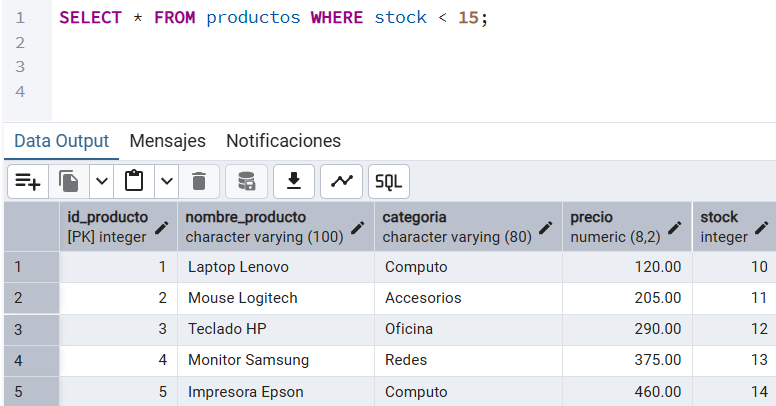 1 SELECT * FROM productos WHERE stock < 15;
2
3
4
Data Output Mensajes Notificaciones
SQL
id_producto nombre_producto categoria precio stock
[PK] integer character varying (100) character varying (80) numeric (8,2) integer
1 1 Laptop Lenovo Computo 120.00 10
2 2 Mouse Logitech Accesorios 205.00 11
3 3 Teclado HP Oficina 290.00 12
4 4 Monitor Samsung Redes 375.00 13
5 5 Impresora Epson Computo 460.00 14